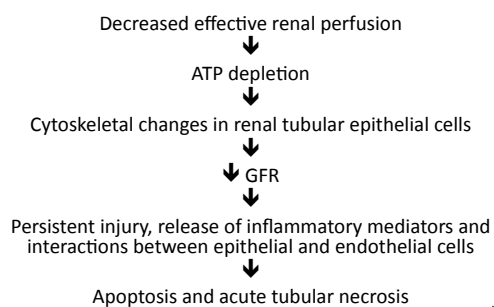 Decreased effective renal perfusion
ATP depletion
Cytoskeletal changes in renal tubular epithelial cells
GFR
Persistent injury, release of inflammatory mediators and
interactions between epithelial and endothelial cells
Apoptosis and acute tubular necrosis